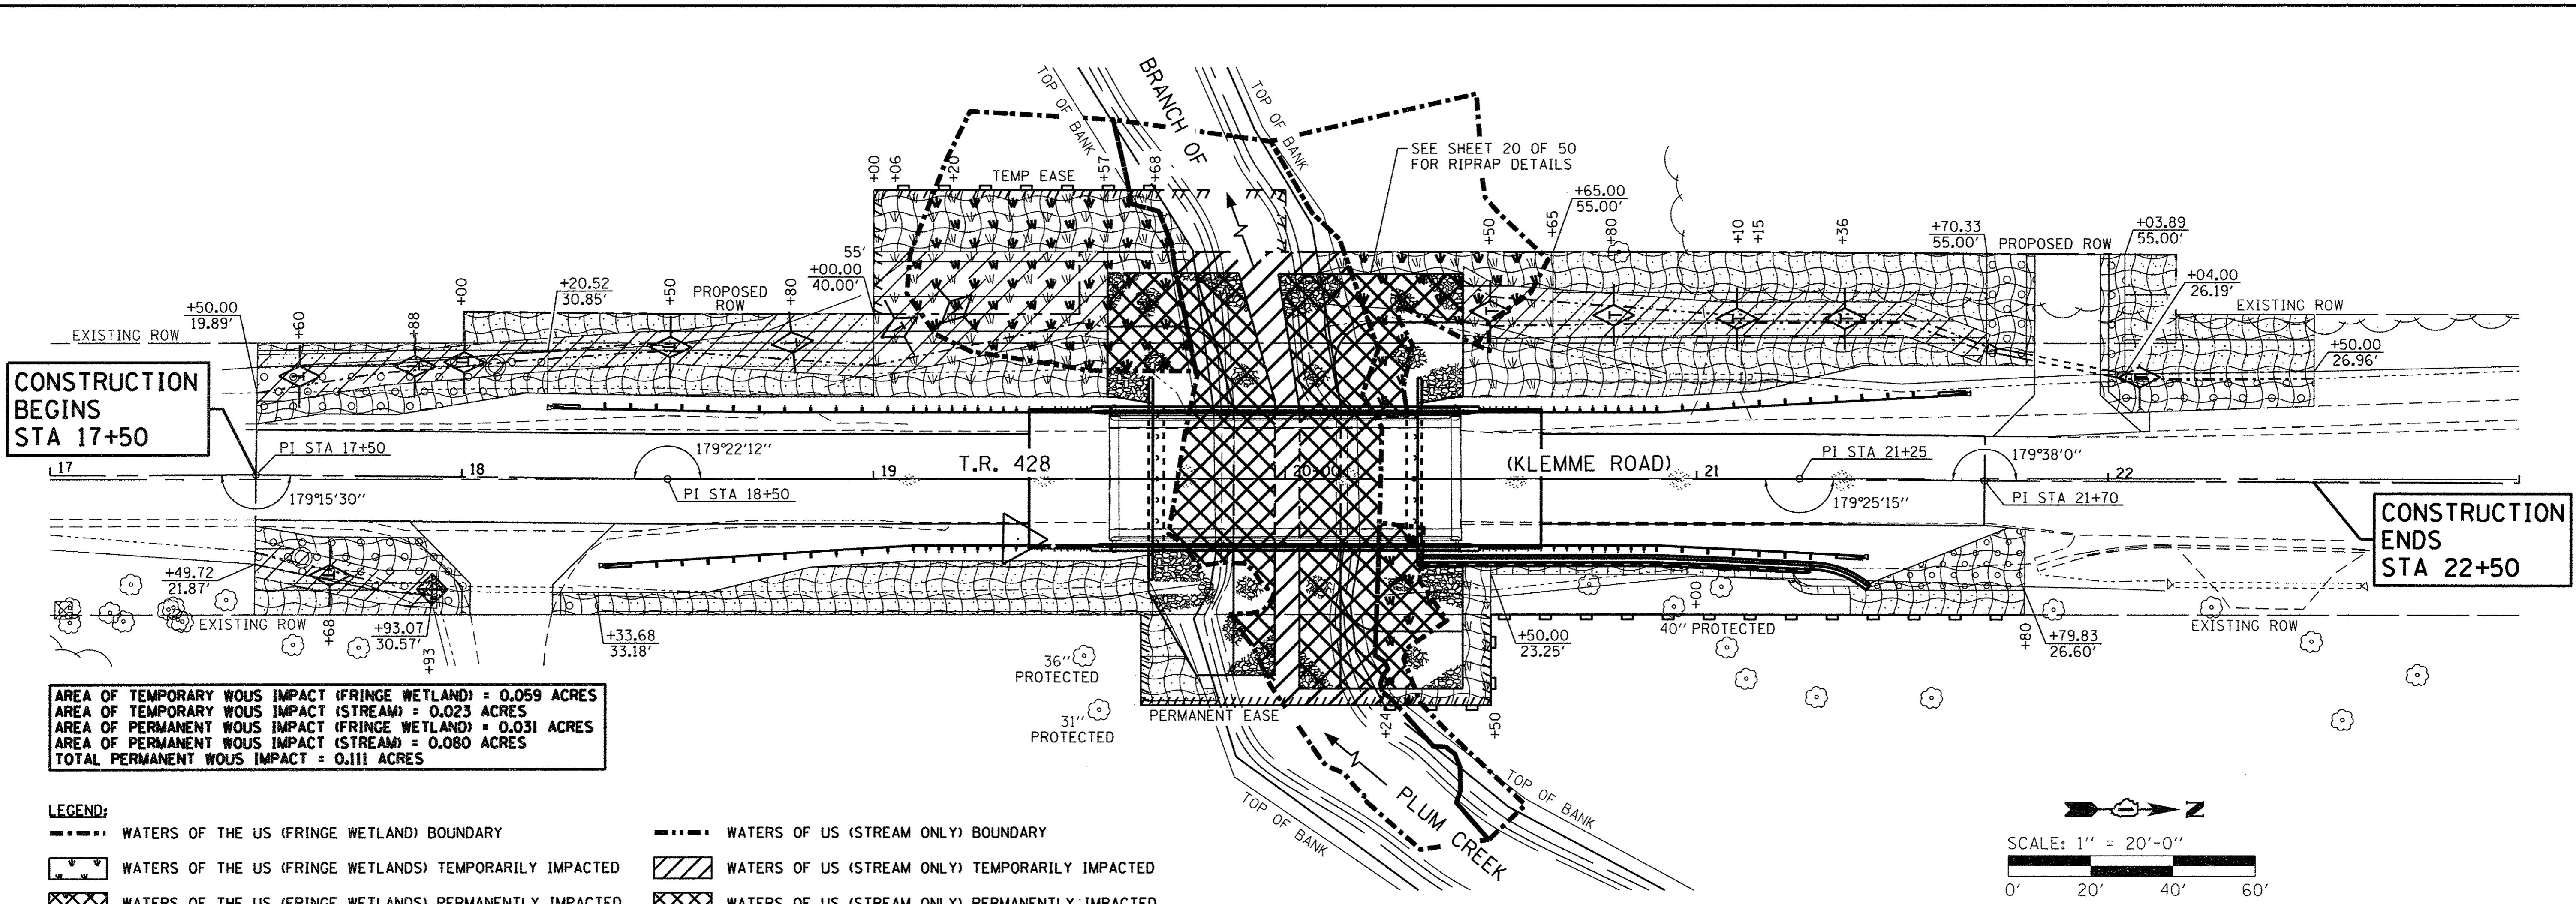 BRANCH OF
TOP OF BANK
TOP OF BANK
SEE SHEET 20 OF 50
FOR RIPRAP DETAILS
+00
+06
+20
TEMP EASE
+57
+68
+65.00
55.00'
+50
+65
+80
+10
+15
+36
+70.33
55.00'
PROPOSED ROW
+03.89
55.00'
+04.00
26.19'
EXISTING ROW
+50.00
26.96'
55'
+00.00
40.00'
EXISTING ROW
+50.00
19.89'
+60
+88
+00
+20.52
30.85'
+50
PROPOSED
ROW
+80
CONSTRUCTION
BEGINS
STA 17+50
PI STA 17+50
17
179°15'30"
18
179°22'12"
PI STA 18+50
19
T.R. 428
20+00
(KLEMME ROAD)
21
PI STA 21+25
179°25'15"
179°38'0"
PI STA 21+70
22
CONSTRUCTION
ENDS
STA 22+50
+49.72
21.87'
EXISTING ROW
+68
+93.07
30.57'
+93
+33.68
33.18'
36"
PROTECTED
31"
PROTECTED
PERMANENT EASE
+24
+50
+50.00
23.25'
+00
40" PROTECTED
+80
+79.83
26.60'
EXISTING ROW
AREA OF TEMPORARY WOUS IMPACT (FRINGE WETLAND) = 0.059 ACRES
AREA OF TEMPORARY WOUS IMPACT (STREAM) = 0.023 ACRES
AREA OF PERMANENT WOUS IMPACT (FRINGE WETLAND) = 0.031 ACRES
AREA OF PERMANENT WOUS IMPACT (STREAM) = 0.080 ACRES
TOTAL PERMANENT WOUS IMPACT = 0.111 ACRES
TOP OF BANK
PLUM CREEK
TOP OF BANK
LEGEND:
WATERS OF THE US (FRINGE WETLAND) BOUNDARY
WATERS OF US (STREAM ONLY) BOUNDARY
WATERS OF THE US (FRINGE WETLANDS) TEMPORARILY IMPACTED
WATERS OF US (STREAM ONLY) TEMPORARILY IMPACTED
WATERS OF THE US (FRINGE WETLANDS) PERMANENTLY IMPACTED
WATERS OF US (STREAM ONLY) PERMANENTLY IMPACTED
N
SCALE: 1" = 20'-0"
0' 20' 40' 60'